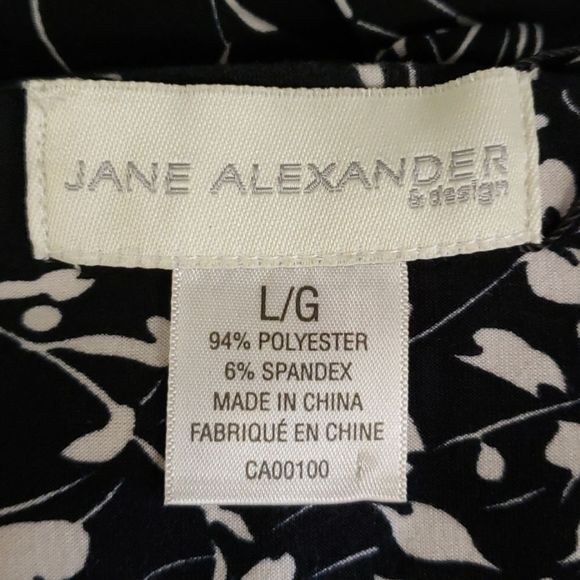 JANE ALEXANDER
& design
L/G
94% POLYESTER
6% SPANDEX
MADE IN CHINA
FABRIQUÉ EN CHINE
CA00100